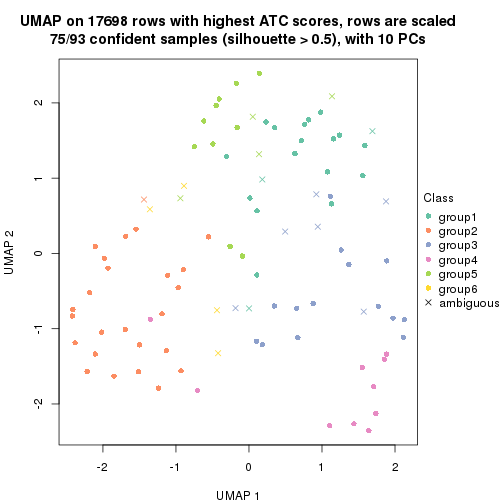 UMAP on 17698 rows with highest ATC scores, rows are scaled
75/93 confident samples (silhouette > 0.5), with 10 PCs
2
1
0
-1
-2
UMAP 2
-2
-1
0
1
2
UMAP 1
Class
group1
group2
group3
group4
group5
group6
ambiguous